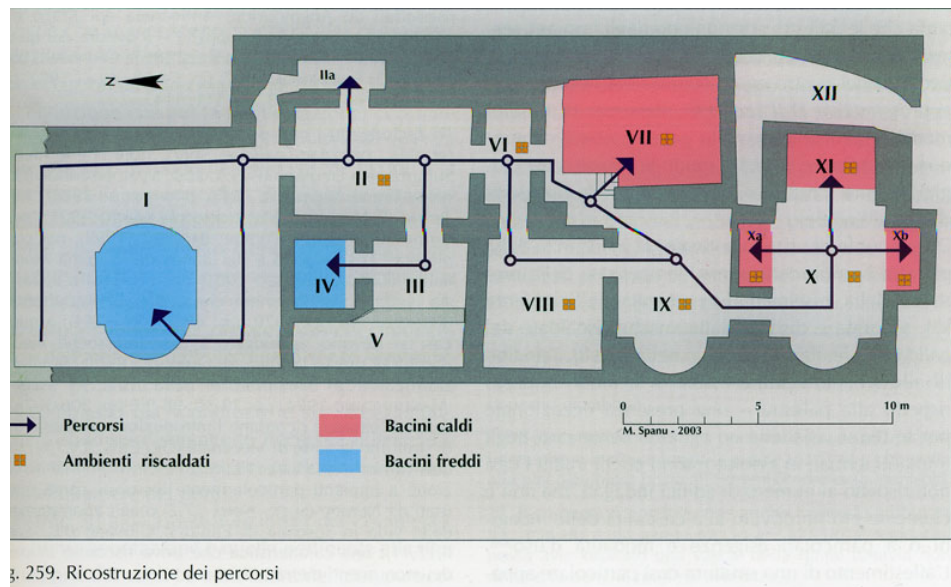 z
IIa
XII
VI
VII
I
II
XI
Xa
Xb
IV
III
X
V
VIII
IX
0
5
10 m
M. Spanu - 2003
Percorsi
Bacini caldi
Ambienti riscaldati
Bacini freddi
g. 259. Ricostruzione dei percorsi